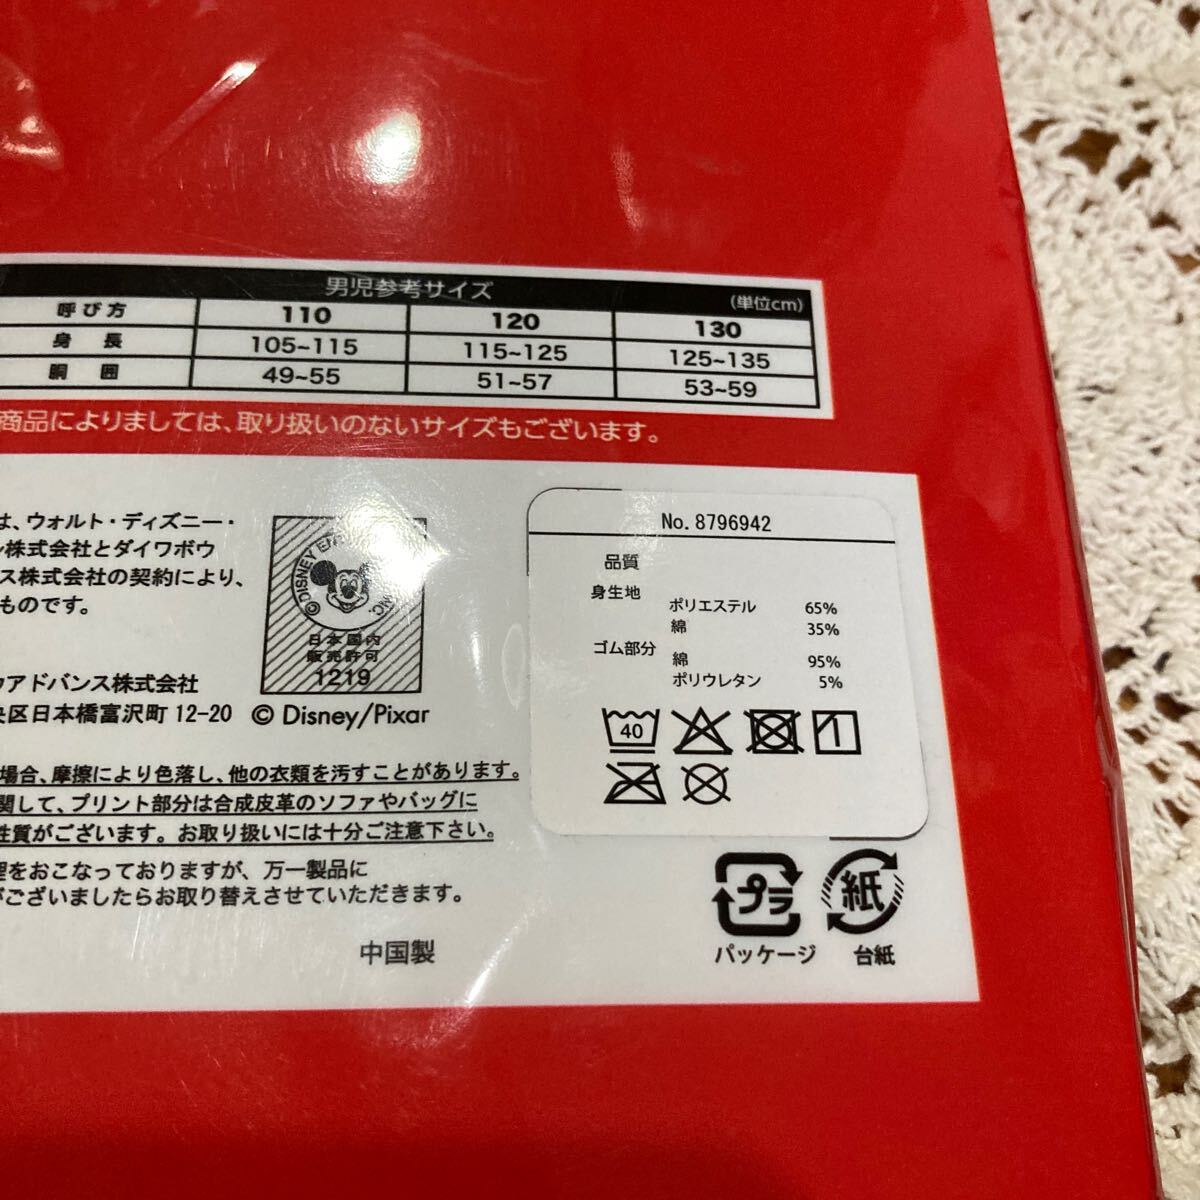 男児参考サイズ
(単位cm)
呼び方 110 120 130
身長 105~115 115~125 125~135
胴囲 49~55 51~57 53~59
商品によりましては、取り扱いのないサイズもございます。
は、ウォルト・ディズニー・
株式会社とダイワボウ
ス株式会社の契約により、
ものです。
アドバンス株式会社
区日本橋富沢町 12-20
© DISNEY
日本国内
販売許可
1219
© Disney/Pixar
場合、摩擦により色落し、他の衣類を汚すことがあります。
関して、プリント部分は合成皮革のソファやバッグに
性質がございます。お取り扱いには十分ご注意下さい。
をおこなっておりますが、万一製品に
がございましたらお取り替えさせていただきます。
中国製
No. 8796942
品質
身生地
ポリエステル 65%
綿 35%
ゴム部分
綿 95%
ポリウレタン 5%
40
プラ
パッケージ
紙
台紙